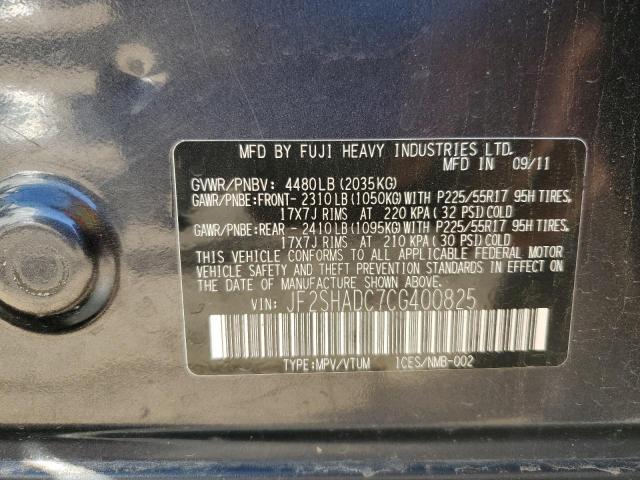 MFD BY FUJI HEAVY INDUSTRIES LTD.
MFD IN 09/11
GVWR/PNBV: 4480LB(2035KG)
GAWR/PNBE:FRONT- 2310LB(1050KG)WITH P225/55R17 95H TIRES,
17X7J RIMS AT 220 KPA(32 PSI)COLD
GAWR/PNBE:REAR - 2410LB(1095KG)WITH P225/55R17 95H TIRES,
17X7J RIMS AT 210 KPA(30 PSI)COLD
THIS VEHICLE CONFORMS TO ALL APPLICABLE FEDERAL MOTOR
VEHICLE SAFETY AND THEFT PREVENTION STANDARDS IN EFFECT ON
THE DATE OF MANUFACTURE SHOWN ABOVE.
VIN: JF2SHADC7CG400825
TYPE:MPV/VTUM ICES/NMB-002